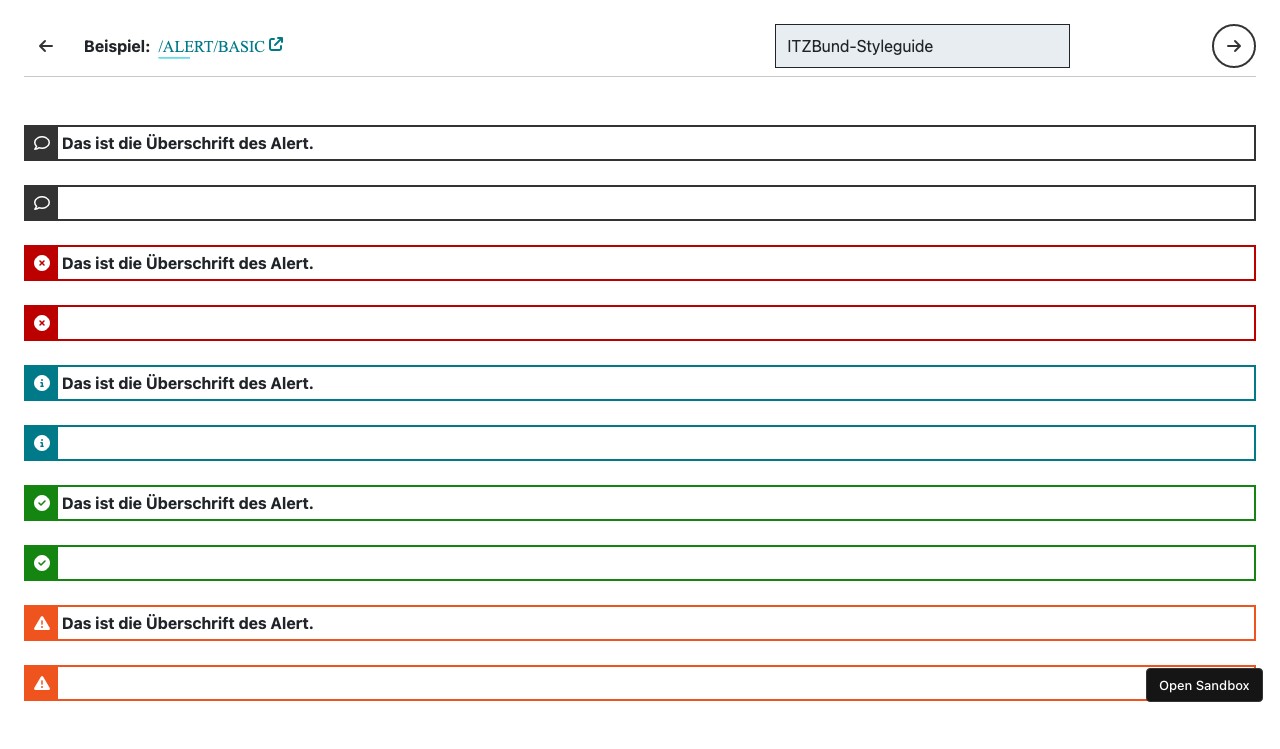 Beispiel: /ALERT/BASIC
ITZBund-Styleguide
Das ist die Überschrift des Alert.
Das ist die Überschrift des Alert.
Das ist die Überschrift des Alert.
Das ist die Überschrift des Alert.
Das ist die Überschrift des Alert.
Open Sandbox